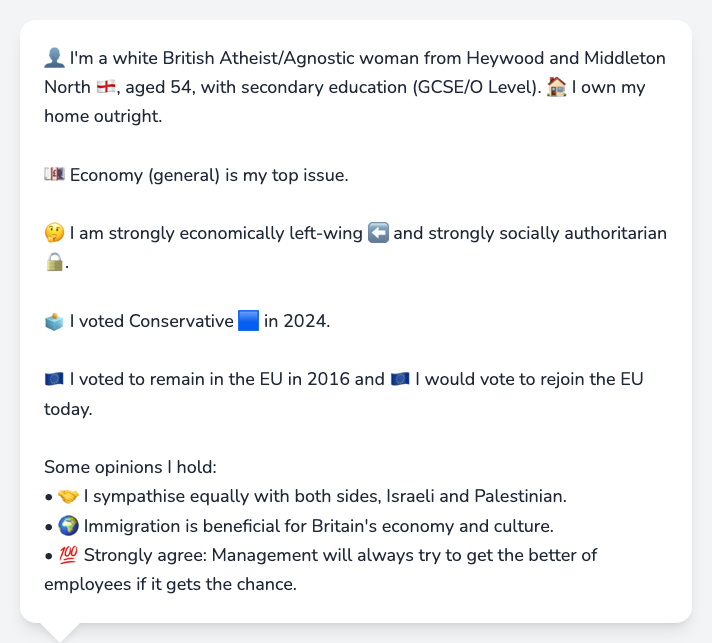 👤 I'm a white British Atheist/Agnostic woman from Heywood and Middleton
North 🏴󠁧󠁢󠁥󠁮󠁧󠁿, aged 54, with secondary education (GCSE/O Level). 🏠 I own my
home outright.
💷 Economy (general) is my top issue.
🤔 I am strongly economically left-wing ⬅️ and strongly socially authoritarian
🔒.
🗳️ I voted Conservative 🟦 in 2024.
🇪🇺 I voted to remain in the EU in 2016 and 🇪🇺 I would vote to rejoin the EU
today.
Some opinions I hold:
• 🤝 I sympathise equally with both sides, Israeli and Palestinian.
• 🌍 Immigration is beneficial for Britain's economy and culture.
• 💯 Strongly agree: Management will always try to get the better of
employees if it gets the chance.